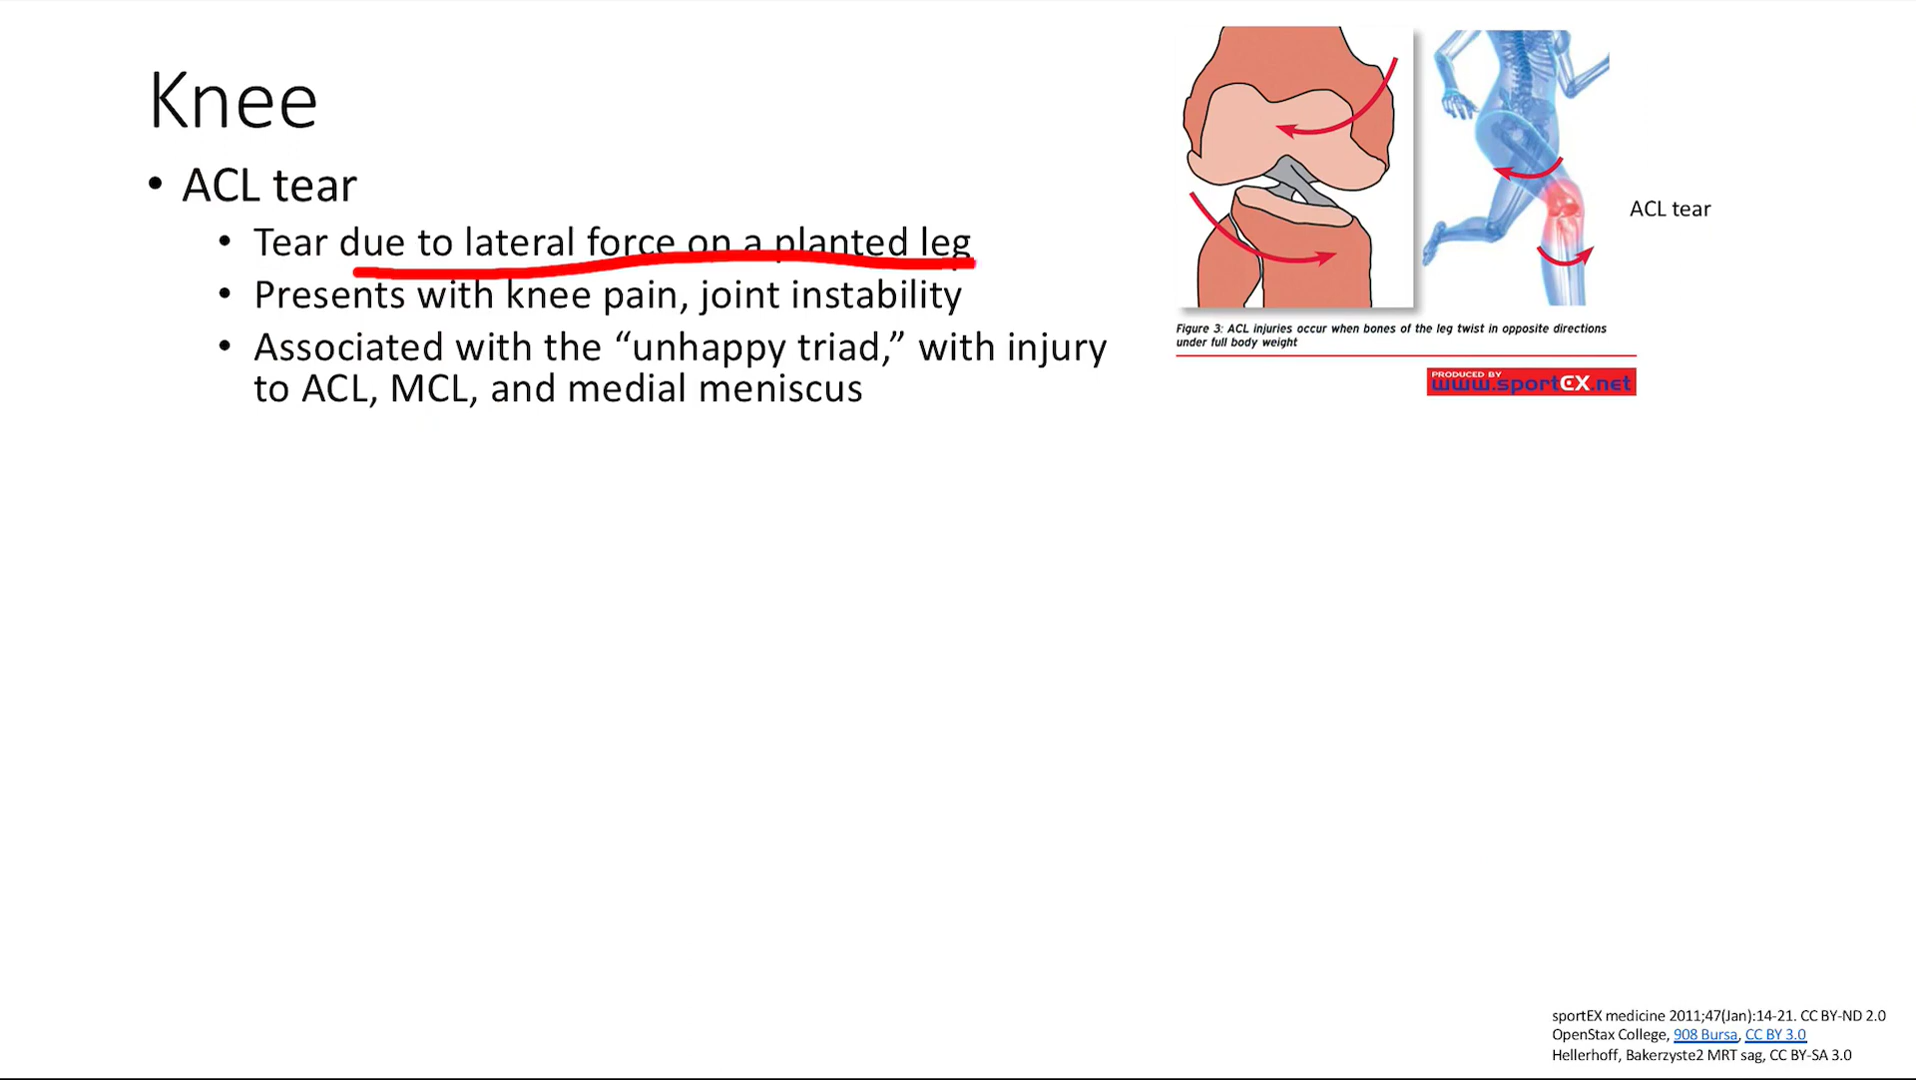 Knee
• ACL tear
• Tear due to lateral force on a planted leg
• Presents with knee pain, joint instability
• Associated with the “unhappy triad,” with injury
to ACL, MCL, and medial meniscus
ACL tear
Figure 3: ACL injuries occur when bones of the leg twist in opposite directions
under full body weight
PRODUCED BY
www.sportEX.net
sportEX medicine 2011;47(Jan):14-21. CC BY-ND 2.0
OpenStax College, 908 Bursa, CC BY 3.0
Hellerhoff, Bakerzyste2 MRT sag, CC BY-SA 3.0